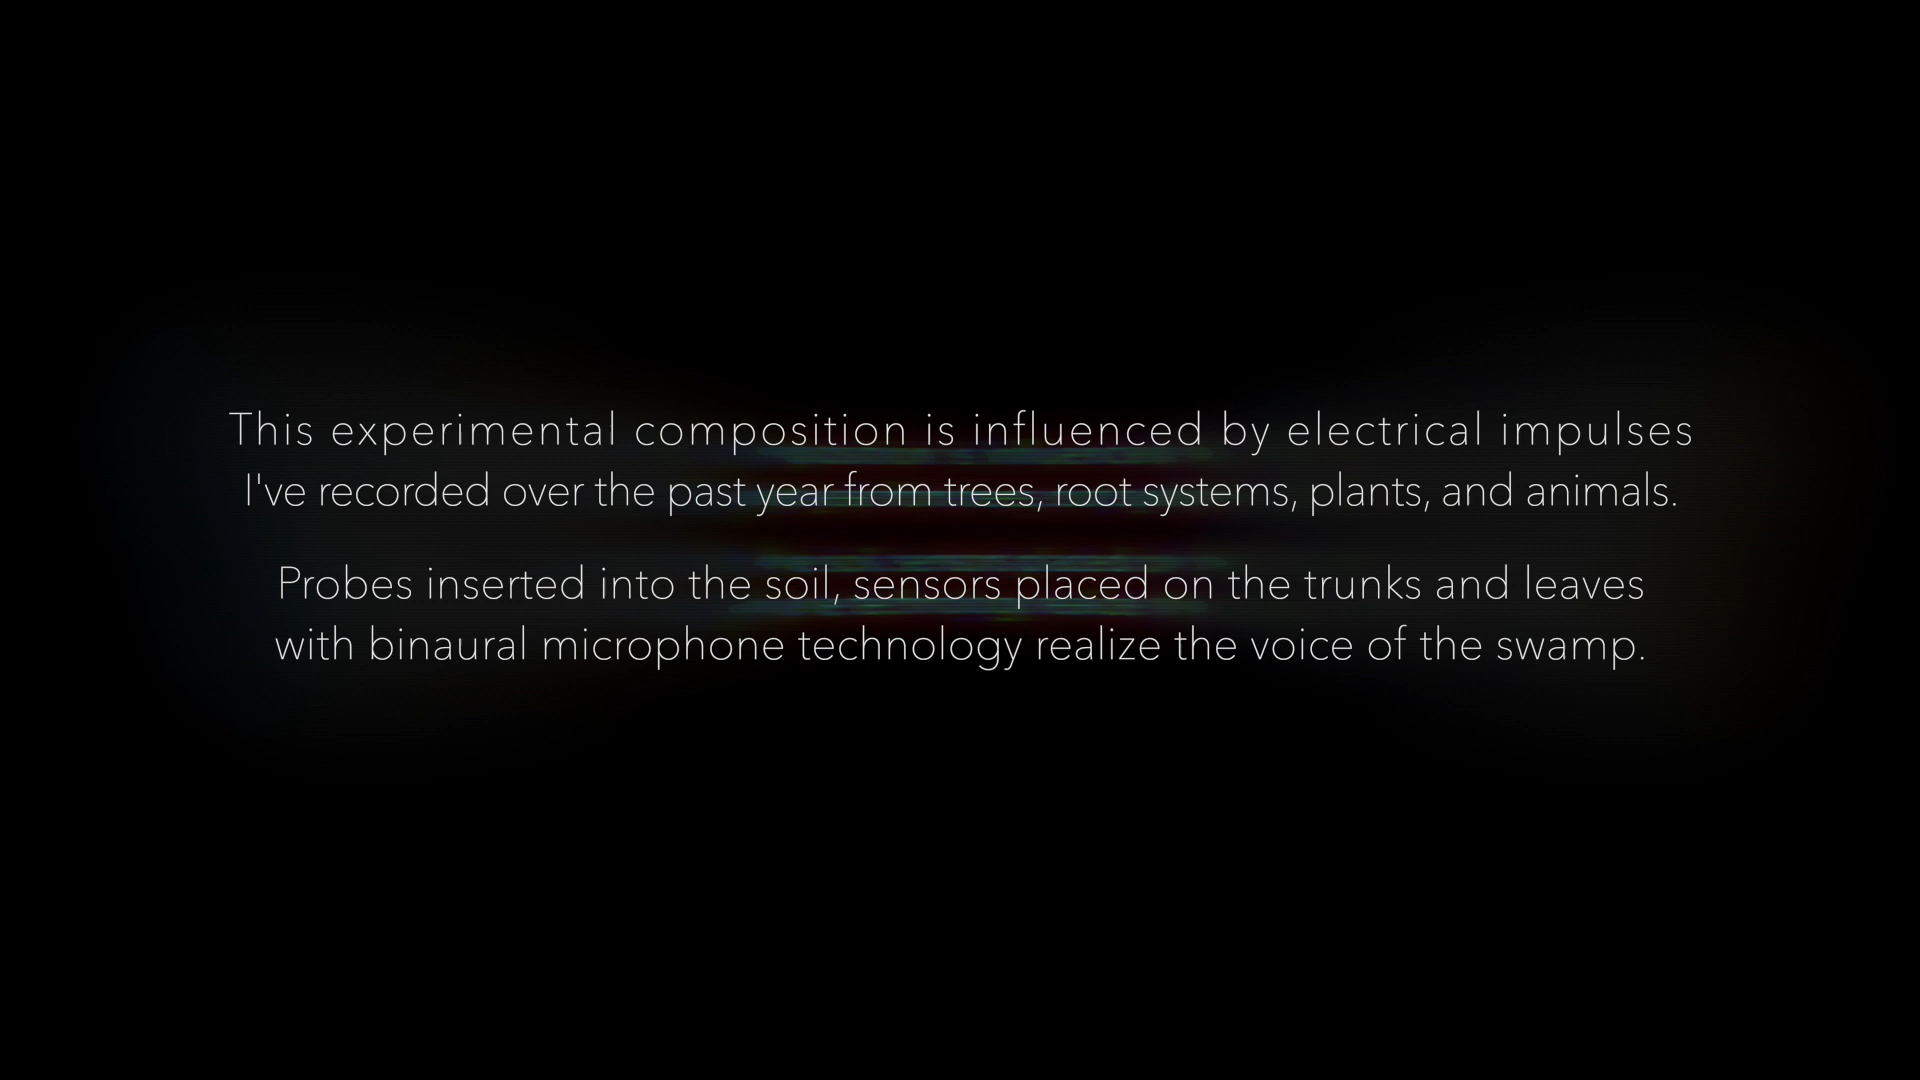 This experimental composition is influenced by electrical impulses
I've recorded over the past year from trees, root systems, plants, and animals.
Probes inserted into the soil, sensors placed on the trunks and leaves
with binaural microphone technology realize the voice of the swamp.